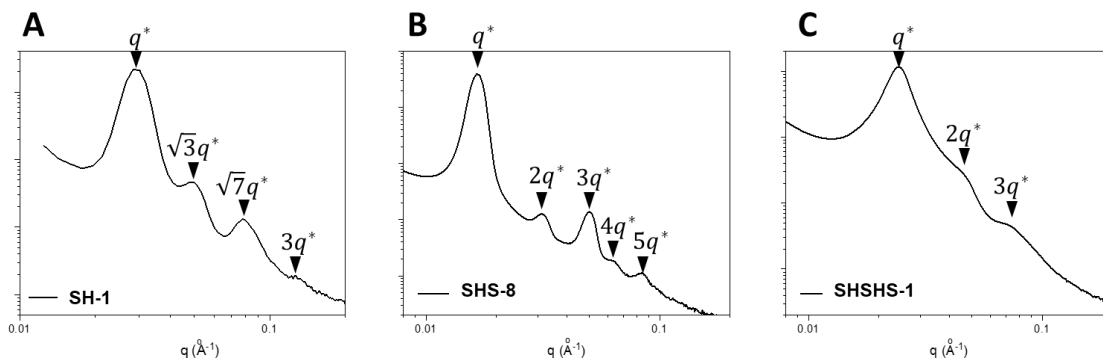 A
q*
√3q*
√7q*
3q*
SH-1
0.01
0.1
q (Å-1)
B
q*
2q*
3q*
4q*
5q*
SHS-8
0.01
0.1
q (Å-1)
C
q*
2q*
3q*
SHSHS-1
0.01
0.1
q (Å-1)